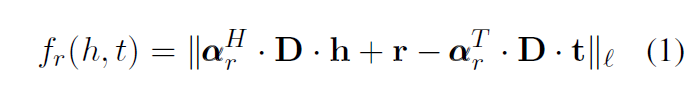 f_r(h, t) = ‖𝜶_r^H · 𝐃 · 𝐡 + 𝐫 − 𝜶_r^T · 𝐃 · 𝐭‖_ℓ (1)